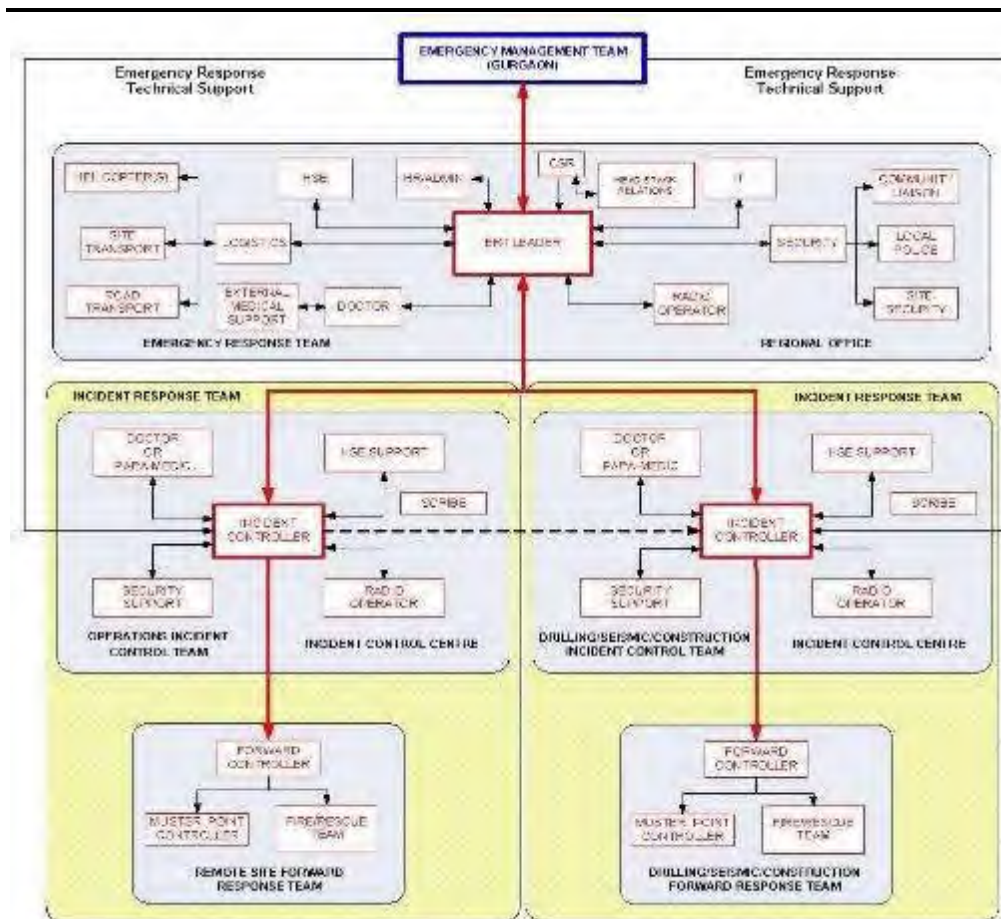 EMERGENCY MANAGEMENT TEAM
(GURGAON)
Emergency Response
Technical Support
Emergency Response
Technical Support
HELICOPTER(S)
HSE
HR/ADMIN
CSR
RELATIONS
IT
COMMUNITY
LIAISON
SITE
TRANSPORT
LOGISTICS
ERT LEADER
SECURITY
LOCAL
POLICE
ROAD
TRANSPORT
EXTERNAL
MEDICAL
SUPPORT
DOCTOR
RADIO
OPERATOR
SITE
SECURITY
EMERGENCY RESPONSE TEAM
REGIONAL OFFICE
INCIDENT RESPONSE TEAM
INCIDENT RESPONSE TEAM
DOCTOR
OR
PARA-MEDIC
HSE SUPPORT
SCRIBE
INCIDENT
CONTROLLER
SECURITY
SUPPORT
RADIO
OPERATOR
OPERATIONS INCIDENT
CONTROL TEAM
INCIDENT CONTROL CENTRE
DOCTOR
OR
PARA-MEDIC
HSE SUPPORT
SCRIBE
INCIDENT
CONTROLLER
SECURITY
SUPPORT
RADIO
OPERATOR
DRILLING/SEISMIC/CONSTRUCTION
INCIDENT CONTROL TEAM
INCIDENT CONTROL CENTRE
FORWARD
CONTROLLER
MUSTER POINT
CONTROLLER
FIRE/RESCUE
TEAM
REMOTE SITE FORWARD
RESPONSE TEAM
FORWARD
CONTROLLER
MUSTER POINT
CONTROLLER
FIRE/RESCUE
TEAM
DRILLING/SEISMIC/CONSTRUCTION
FORWARD RESPONSE TEAM